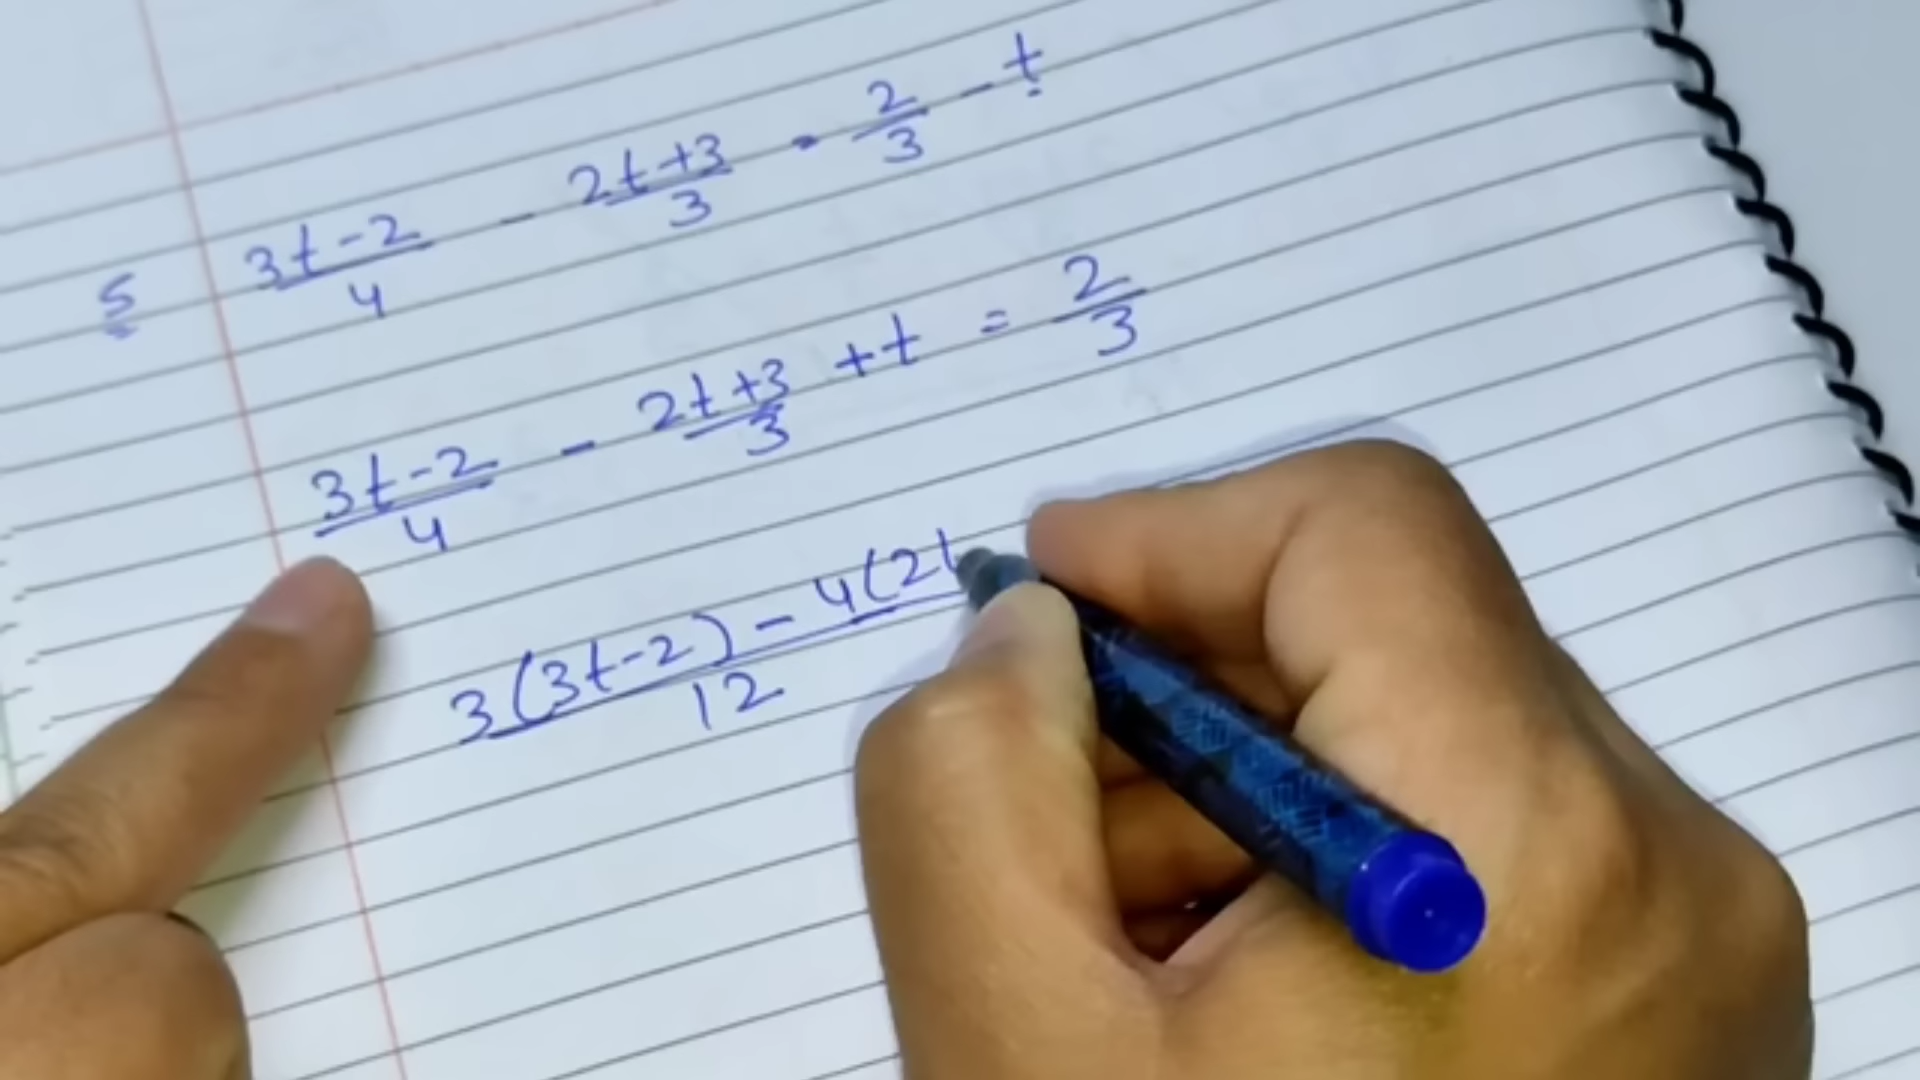 5 (3t-2)/4 - (2t+3)/3 = 2/3 - t
(3t-2)/4 - (2t+3)/3 + t = 2/3
3(3t-2) - 4(2t
12